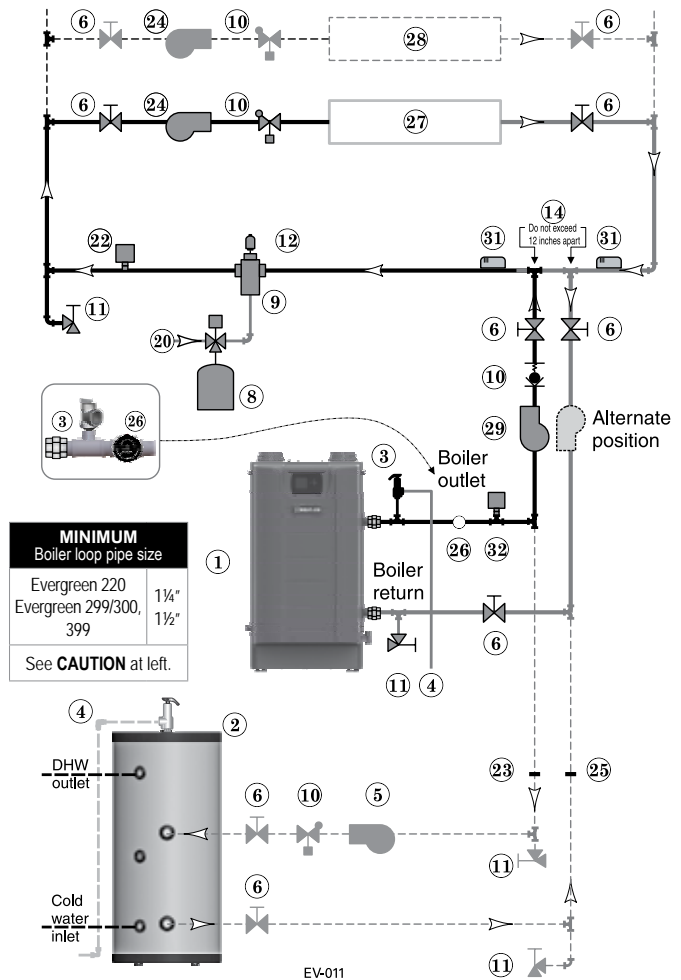 6 24 10 6
28
6 24 10 6
27
14
Do not exceed
12 inches apart
22 12 31 31
11 9 6 6
20
8
10
3 26
29 Alternate
position
3
Boiler
outlet
MINIMUM
Boiler loop pipe size
Evergreen 220 1¼"
Evergreen 299/300, 1½"
399
See CAUTION at left.
1
26 32
Boiler
return
6
11 4
4 2
DHW
outlet
23 25
6 10 5
11
6
Cold
water
inlet
11
EV-011